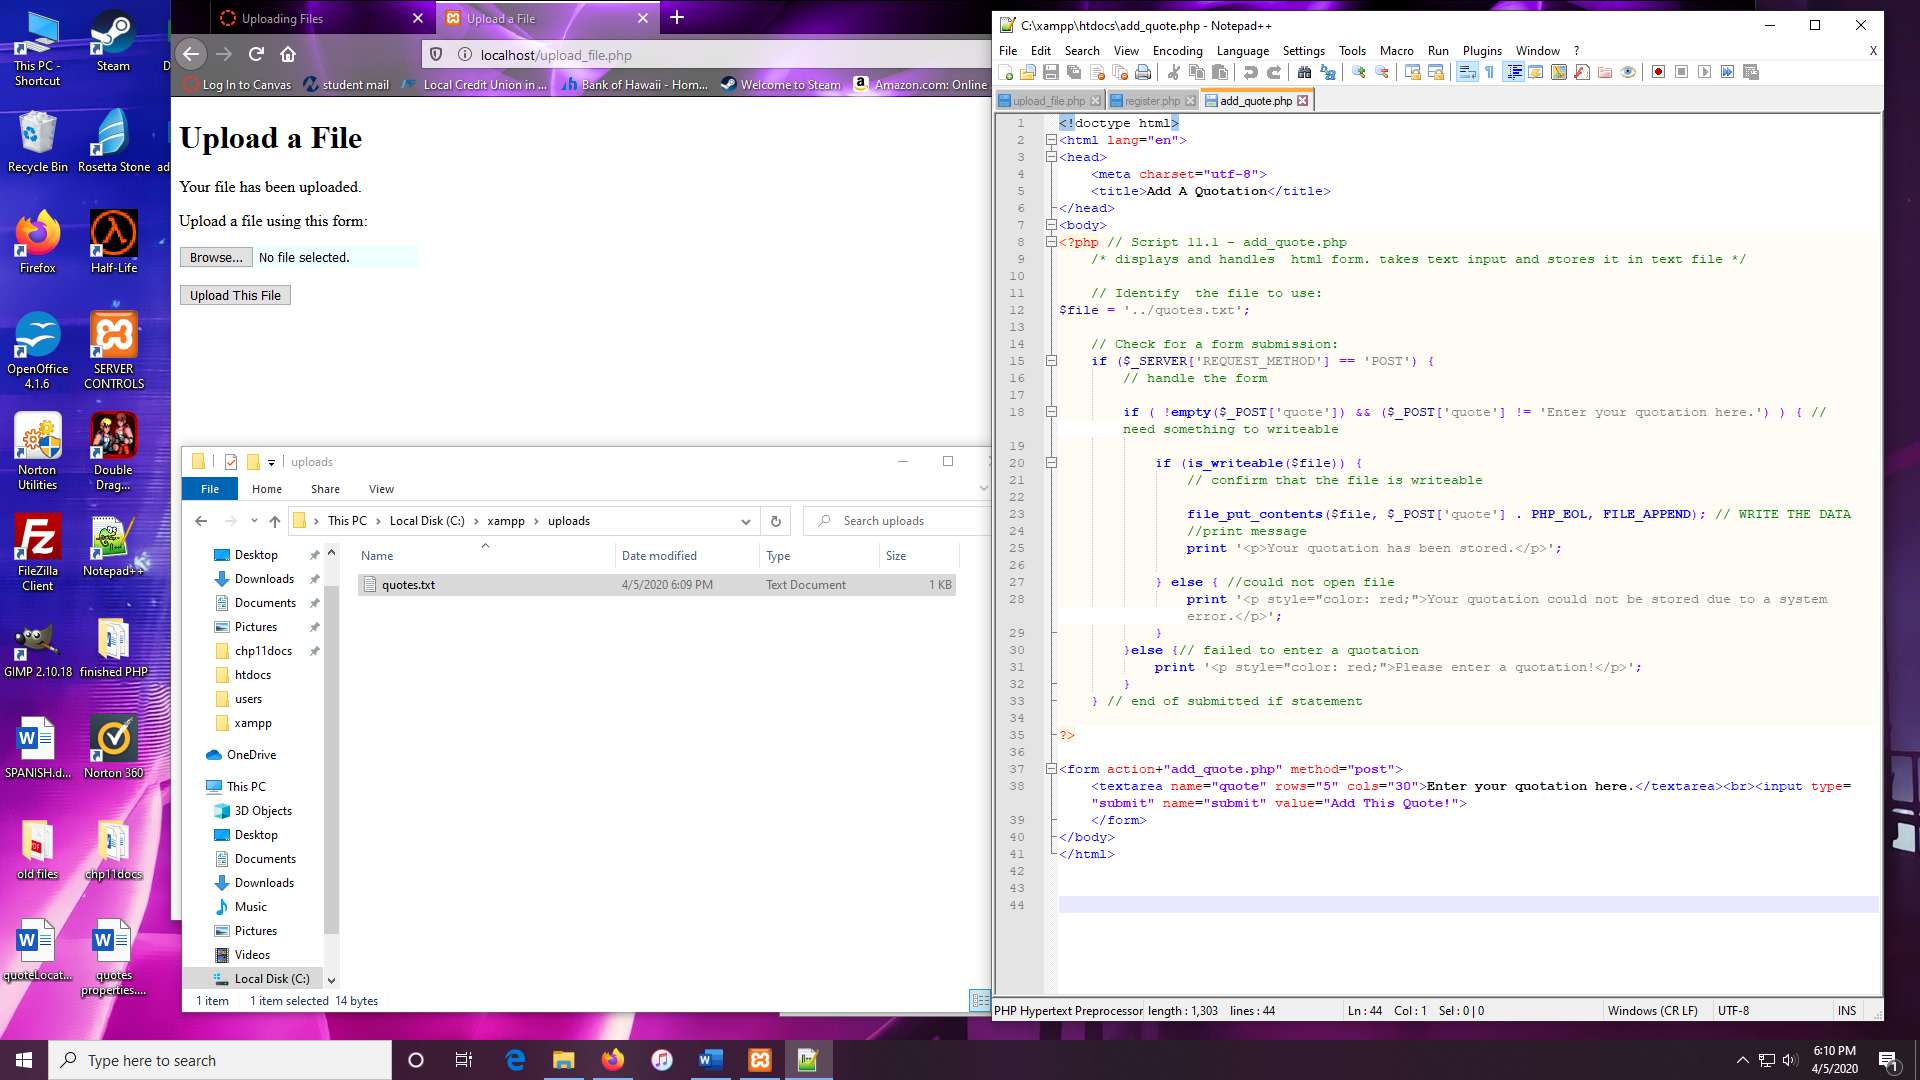 This PC - Shortcut
Steam
Recycle Bin
Rosetta Stone
ad
Firefox
Half-Life
OpenOffice 4.1.6
SERVER CONTROLS
Norton Utilities
Double Drag...
FileZilla Client
Notepad++
GIMP 2.10.18
finished PHP
SPANISH.d...
Norton 360
old files
chp11docs
quoteLocat...
quotes properties....
Uploading Files
Upload a File
localhost/upload_file.php
Log In to Canvas
student mail
Local Credit Union in ...
Bank of Hawaii - Hom...
Welcome to Steam
Amazon.com: Online
Upload a File
Your file has been uploaded.
Upload a file using this form:
Browse... No file selected.
Upload This File
uploads
File Home Share View
This PC > Local Disk (C:) > xampp > uploads
Search uploads
Name Date modified Type Size
quotes.txt 4/5/2020 6:09 PM Text Document 1 KB
Desktop
Downloads
Documents
Pictures
chp11docs
htdocs
users
xampp
OneDrive
This PC
3D Objects
Desktop
Documents
Downloads
Music
Pictures
Videos
Local Disk (C:)
1 item 1 item selected 14 bytes
C:\xampp\htdocs\add_quote.php - Notepad++
File Edit Search View Encoding Language Settings Tools Macro Run Plugins Window ? X
upload_file.php register.php add_quote.php
1 <!doctype html>
2 <html lang="en">
3 <head>
4 <meta charset="utf-8">
5 <title>Add A Quotation</title>
6 </head>
7 <body>
8 <?php // Script 11.1 - add_quote.php
9 /* displays and handles  html form. takes text input and stores it in text file */
10
11 // Identify  the file to use:
12 $file = '../quotes.txt';
13
14 // Check for a form submission:
15 if ($_SERVER['REQUEST_METHOD'] == 'POST') {
16 // handle the form
17
18 if ( !empty($_POST['quote']) && ($_POST['quote'] != 'Enter your quotation here.') ) { //
need something to writeable
19
20 if (is_writeable($file)) {
21 // confirm that the file is writeable
22
23 file_put_contents($file, $_POST['quote'] . PHP_EOL, FILE_APPEND); // WRITE THE DATA
24 //print message
25 print '<p>Your quotation has been stored.</p>';
26
27 } else { //could not open file
28 print '<p style="color: red;">Your quotation could not be stored due to a system
error.</p>';
29 }
30 }else {// failed to enter a quotation
31 print '<p style="color: red;">Please enter a quotation!</p>';
32 }
33 } // end of submitted if statement
34
35 ?>
36
37 <form action+"add_quote.php" method="post">
38 <textarea name="quote" rows="5" cols="30">Enter your quotation here.</textarea><br><input type=
"submit" name="submit" value="Add This Quote!">
39 </form>
40 </body>
41 </html>
42
43
44
PHP Hypertext Preprocessor length : 1,303 lines : 44 Ln : 44 Col : 1 Sel : 0 | 0 Windows (CR LF) UTF-8 INS
Type here to search
6:10 PM
4/5/2020
1